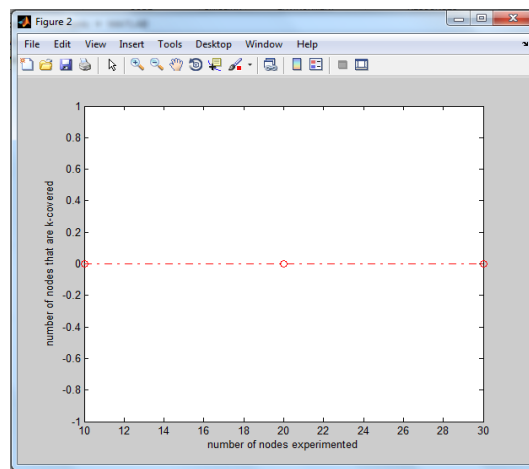 Figure 2
File Edit View Insert Tools Desktop Window Help
1
0.8
0.6
0.4
0.2
0
-0.2
-0.4
-0.6
-0.8
-1
number of nodes that are k-covered
10 12 14 16 18 20 22 24 26 28 30
number of nodes experimented